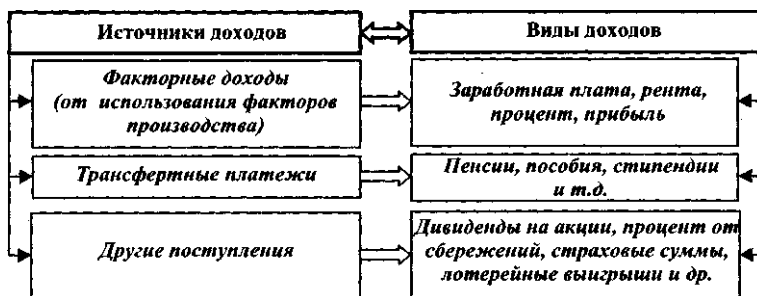 Источники доходов
Виды доходов
Факторные доходы
(от использования факторов
производства)
Заработная плата, рента,
процент, прибыль
Трансфертные платежи
Пенсии, пособия, стипендии
и т.д.
Другие поступления
Дивиденды на акции, процент от
сбережений, страховые суммы,
лотерейные выигрыши и др.